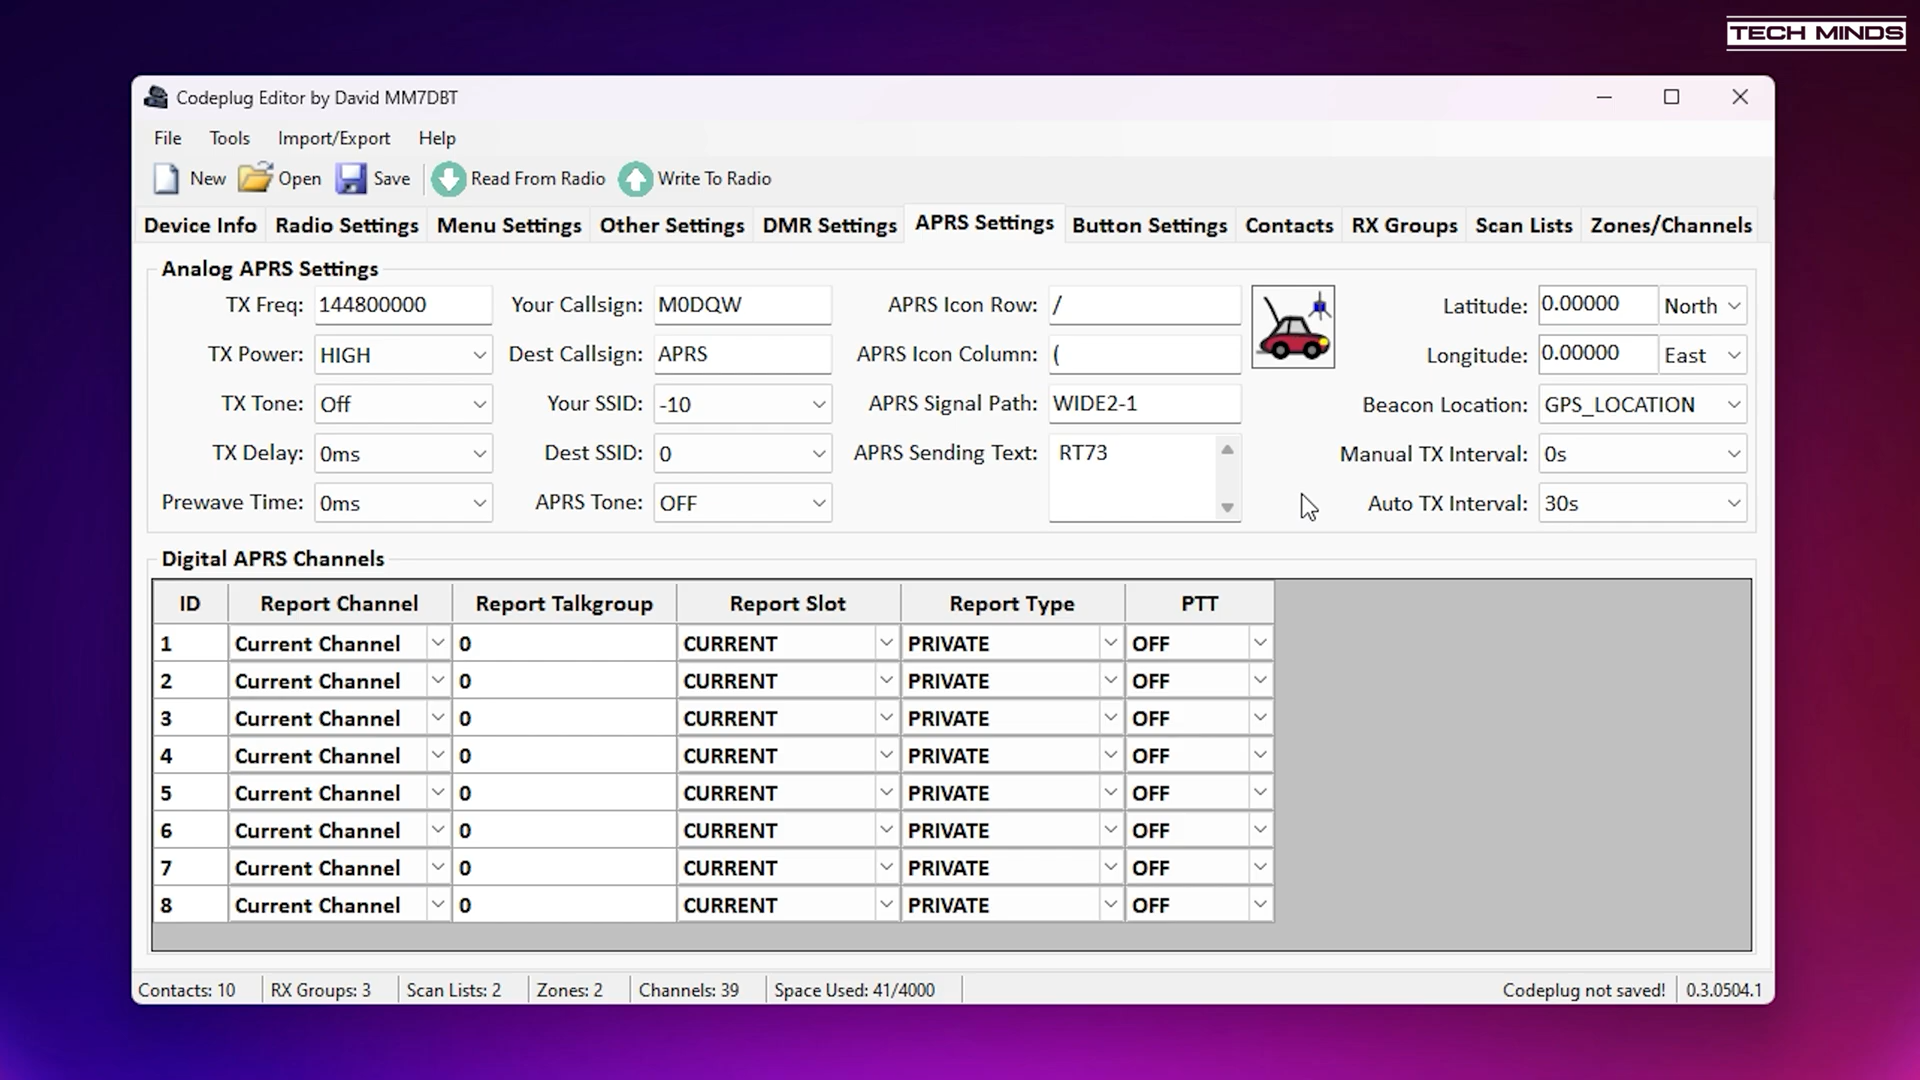 TECH MINDS
Codeplug Editor by David MM7DBT
File Tools Import/Export Help
New Open Save Read From Radio Write To Radio
Device Info Radio Settings Menu Settings Other Settings DMR Settings APRS Settings Button Settings Contacts RX Groups Scan Lists Zones/Channels
Analog APRS Settings
TX Freq: 144800000 Your Callsign: M0DQW APRS Icon Row: / Latitude: 0.00000 North
TX Power: HIGH Dest Callsign: APRS APRS Icon Column: ( Longitude: 0.00000 East
TX Tone: Off Your SSID: -10 APRS Signal Path: WIDE2-1 Beacon Location: GPS_LOCATION
TX Delay: 0ms Dest SSID: 0 APRS Sending Text: RT73 Manual TX Interval: 0s
Prewave Time: 0ms APRS Tone: OFF Auto TX Interval: 30s
Digital APRS Channels
ID Report Channel Report Talkgroup Report Slot Report Type PTT
1 Current Channel 0 CURRENT PRIVATE OFF
2 Current Channel 0 CURRENT PRIVATE OFF
3 Current Channel 0 CURRENT PRIVATE OFF
4 Current Channel 0 CURRENT PRIVATE OFF
5 Current Channel 0 CURRENT PRIVATE OFF
6 Current Channel 0 CURRENT PRIVATE OFF
7 Current Channel 0 CURRENT PRIVATE OFF
8 Current Channel 0 CURRENT PRIVATE OFF
Contacts: 10 RX Groups: 3 Scan Lists: 2 Zones: 2 Channels: 39 Space Used: 41/4000 Codeplug not saved! 0.3.0504.1